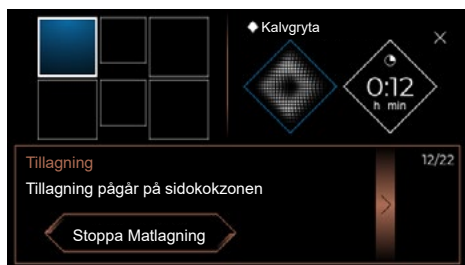 Kalvgryta
0:12
h min
Tillagning
12/22
Tillagning pågår på sidokokzonen
Stoppa Matlagning